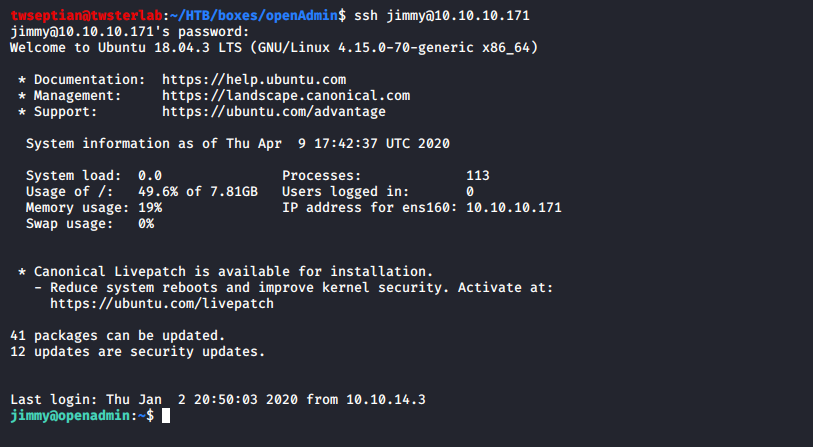 twseptian@twsterlab:~/HTB/boxes/openAdmin$ ssh jimmy@10.10.10.171
jimmy@10.10.10.171's password:
Welcome to Ubuntu 18.04.3 LTS (GNU/Linux 4.15.0-70-generic x86_64)

 * Documentation:  https://help.ubuntu.com
 * Management:     https://landscape.canonical.com
 * Support:        https://ubuntu.com/advantage

  System information as of Thu Apr  9 17:42:37 UTC 2020

  System load:  0.0               Processes:             113
  Usage of /:   49.6% of 7.81GB   Users logged in:       0
  Memory usage: 19%               IP address for ens160: 10.10.10.171
  Swap usage:   0%

 * Canonical Livepatch is available for installation.
   - Reduce system reboots and improve kernel security. Activate at:
     https://ubuntu.com/livepatch

41 packages can be updated.
12 updates are security updates.

Last login: Thu Jan  2 20:50:03 2020 from 10.10.14.3
jimmy@openadmin:~$